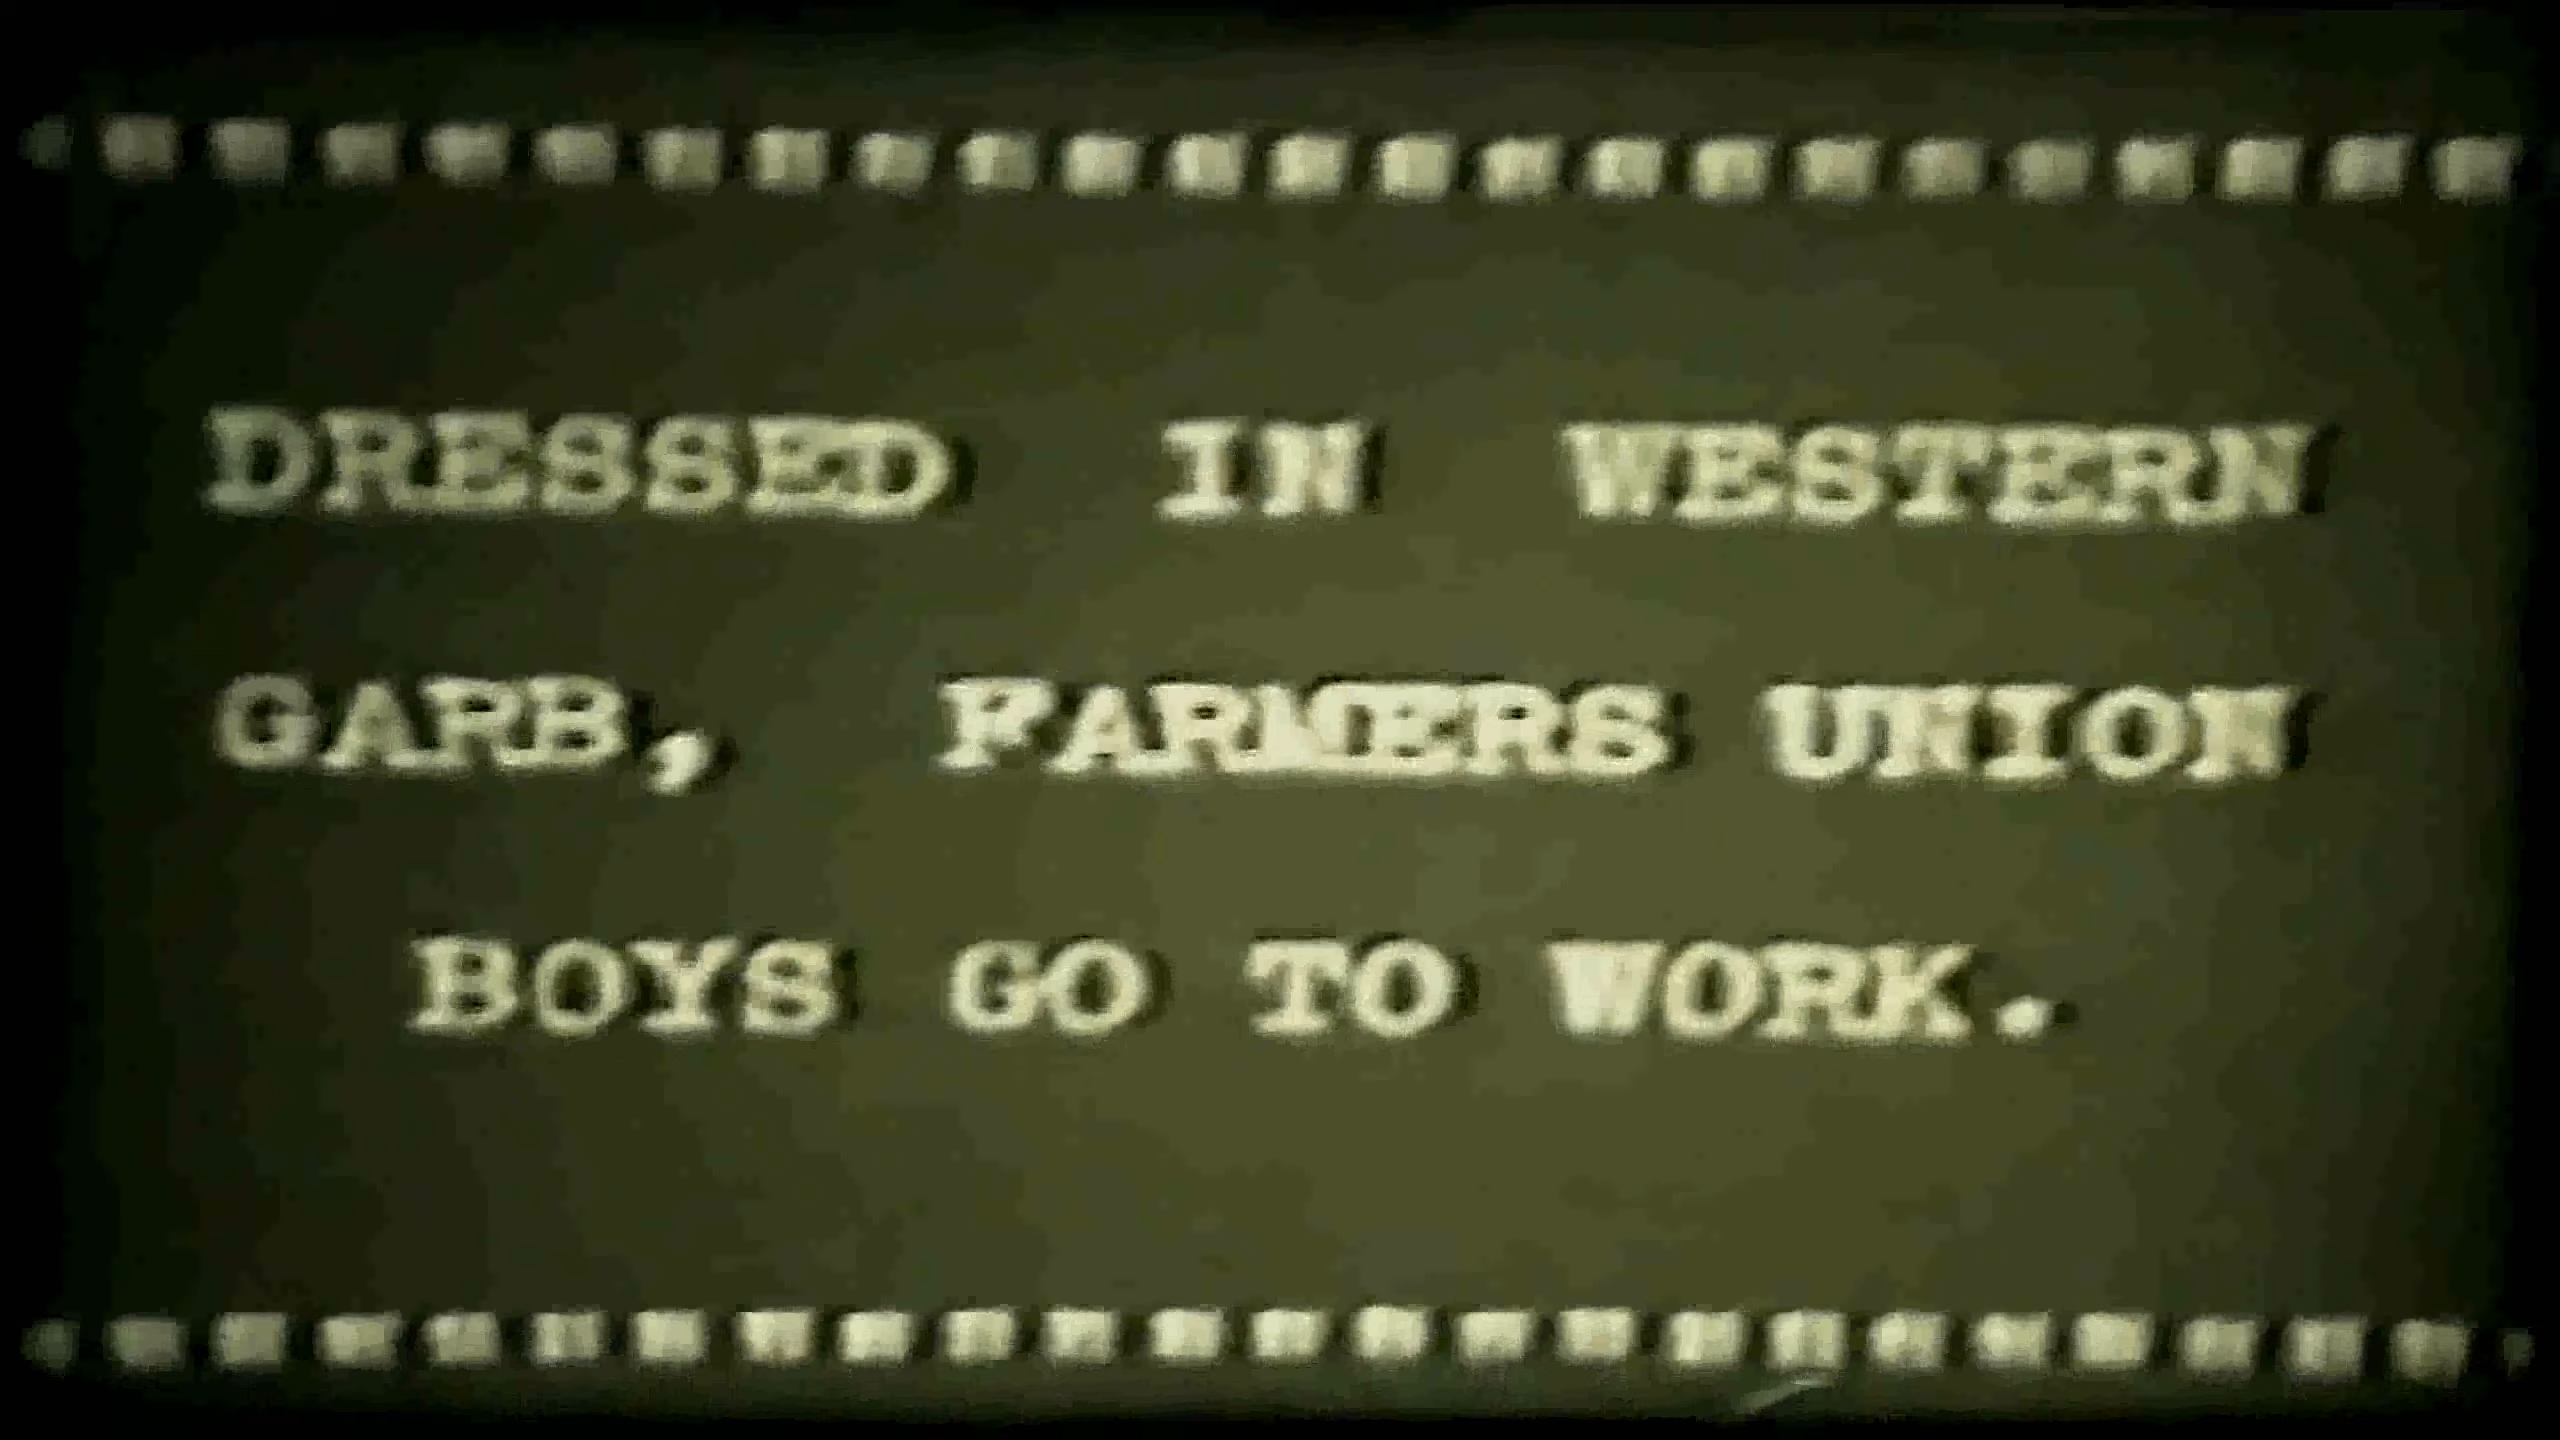 DRESSED IN WESTERN
GARB, FARMERS UNION
BOYS GO TO WORK.